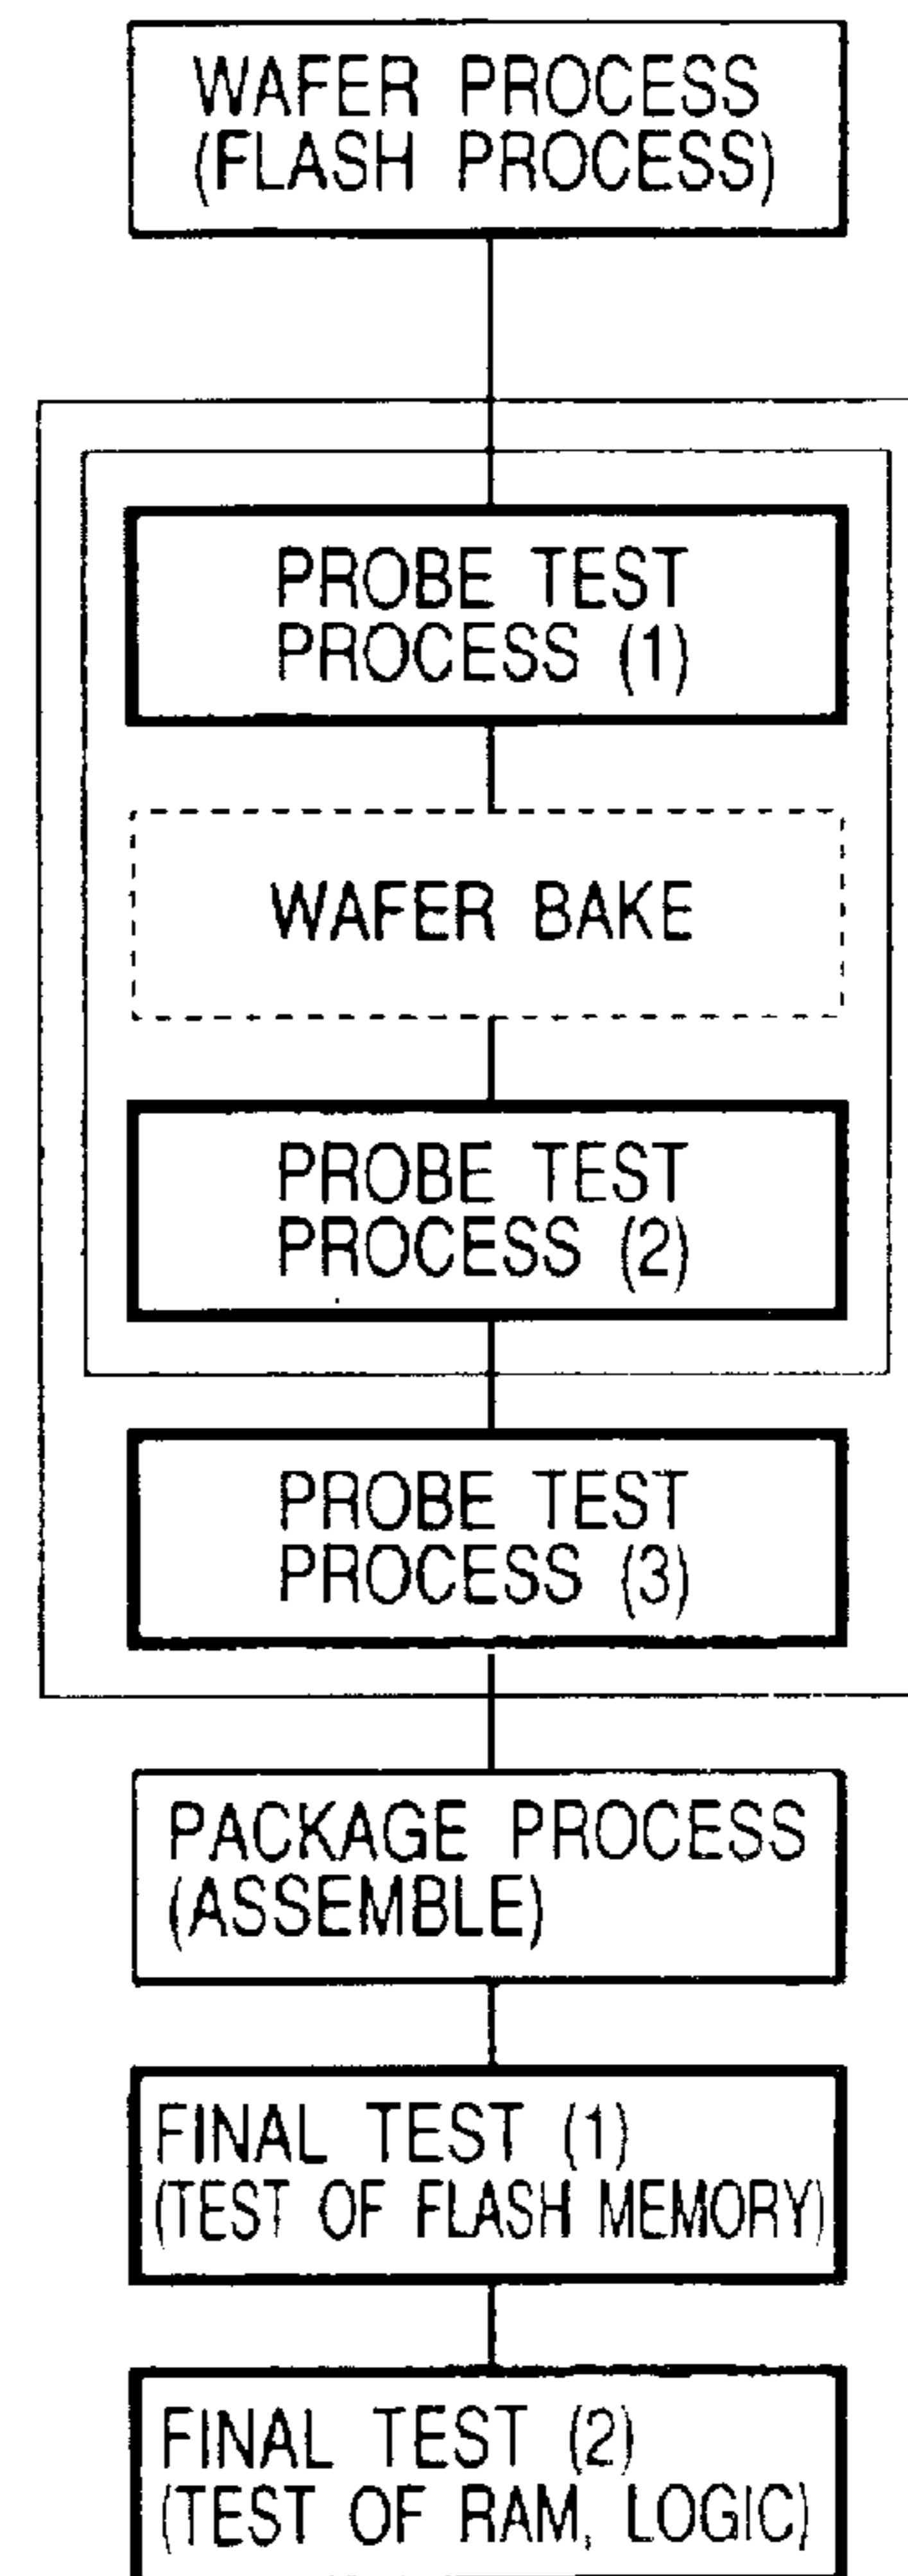 WAFER PROCESS
(FLASH PROCESS)
PROBE TEST
PROCESS (1)
WAFER BAKE
PROBE TEST
PROCESS (2)
PROBE TEST
PROCESS (3)
PACKAGE PROCESS
(ASSEMBLE)
FINAL TEST (1)
(TEST OF FLASH MEMORY)
FINAL TEST (2)
(TEST OF RAM, LOGIC)